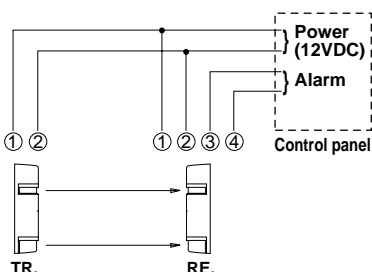 Power
(12VDC)
Alarm
① ② ① ② ③ ④
Control panel
TR. RE.